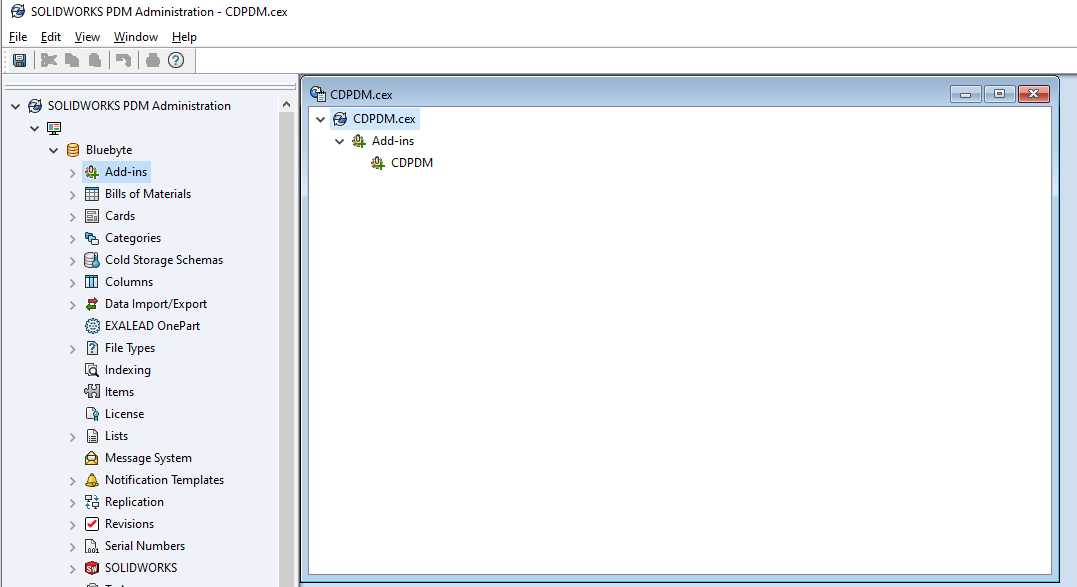 SOLIDWORKS PDM Administration - CDPDM.cex
File Edit View Window Help
SOLIDWORKS PDM Administration
Bluebyte
Add-ins
Bills of Materials
Cards
Categories
Cold Storage Schemas
Columns
Data Import/Export
EXALEAD OnePart
File Types
Indexing
Items
License
Lists
Message System
Notification Templates
Replication
Revisions
Serial Numbers
SOLIDWORKS
CDPDM.cex
CDPDM.cex
Add-ins
CDPDM